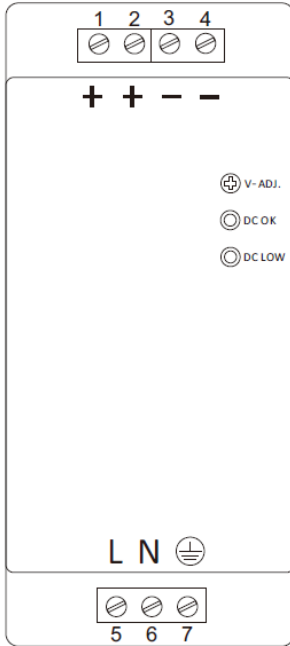 1 2 3 4
+ + − −
V-ADJ.
DC OK
DC LOW
L N ⏚
5 6 7